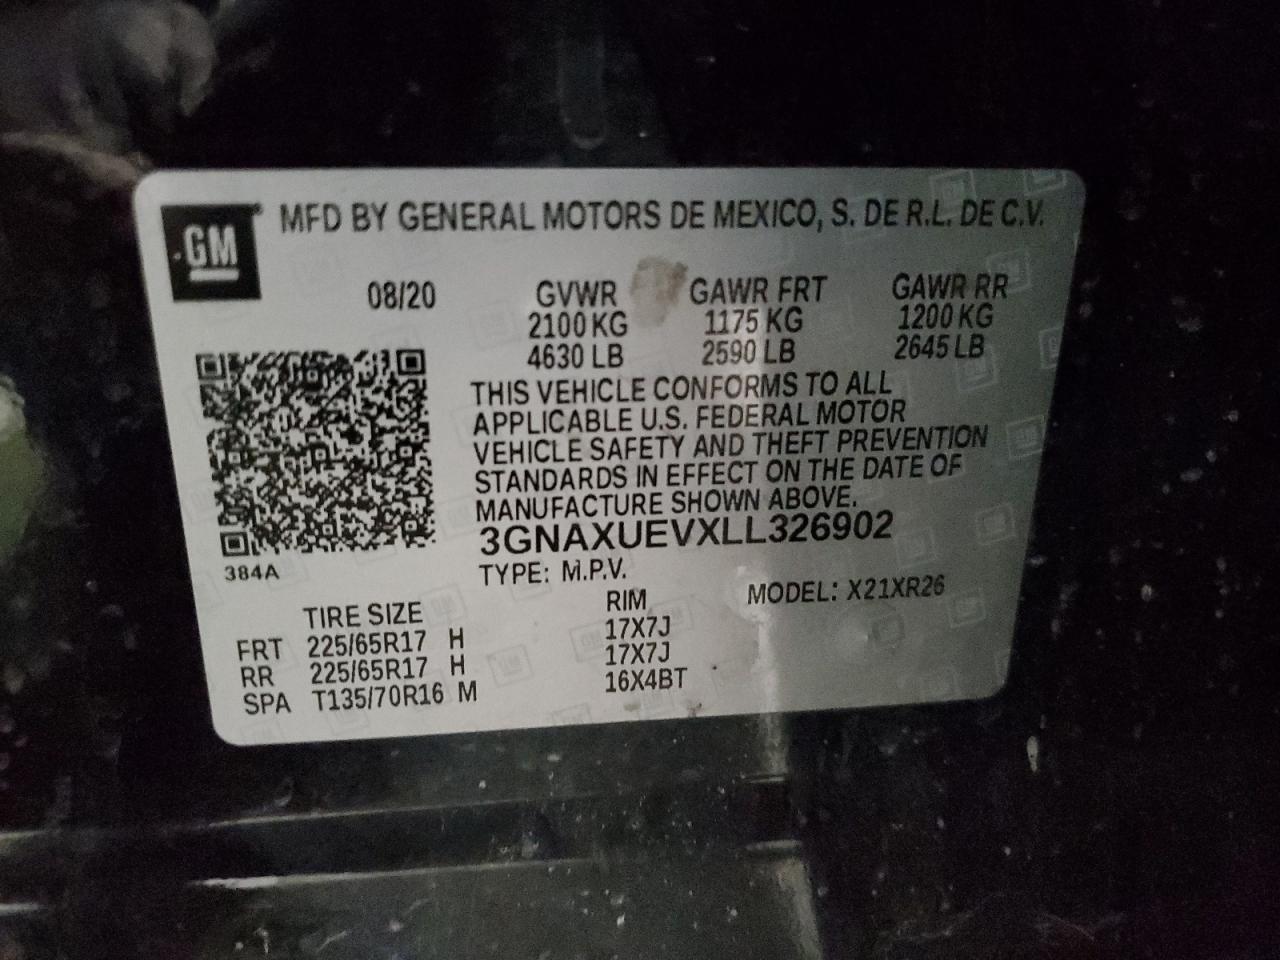 GM
MFD BY GENERAL MOTORS DE MEXICO, S. DE R.L. DE C.V.
08/20 GVWR GAWR FRT GAWR RR
2100 KG 1175 KG 1200 KG
4630 LB 2590 LB 2645 LB
THIS VEHICLE CONFORMS TO ALL
APPLICABLE U.S. FEDERAL MOTOR
VEHICLE SAFETY AND THEFT PREVENTION
STANDARDS IN EFFECT ON THE DATE OF
MANUFACTURE SHOWN ABOVE.
3GNAXUEVXLL326902
384A
TYPE: M.P.V. MODEL: X21XR26
TIRE SIZE RIM
FRT 225/65R17 H 17X7J
RR 225/65R17 H 17X7J
SPA T135/70R16 M 16X4BT